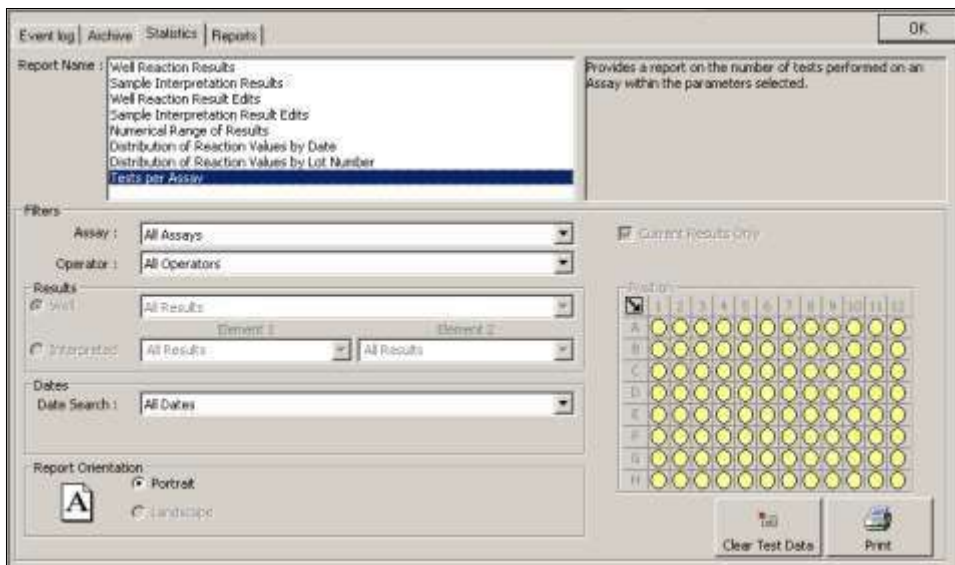 Event log Archive Statistics Reports
OK
Report Name :
Well Reaction Results
Sample Interpretation Results
Well Reaction Result Edits
Sample Interpretation Result Edits
Numerical Range of Results
Distribution of Reaction Values by Date
Distribution of Reaction Values by Lot Number
Tests per Assay
Provides a report on the number of tests performed on an
Assay within the parameters selected.
Filters
Assay : All Assays
Current Results Only
Operator : All Operators
Results
Well All Results
Element 1 Element 2
Interpreted All Results All Results
Dates
Date Search : All Dates
Report Orientation
A
Portrait
Landscape
Position
1 2 3 4 5 6 7 8 9 10 11 12
A
B
C
D
E
F
G
H
Clear Test Data
Print